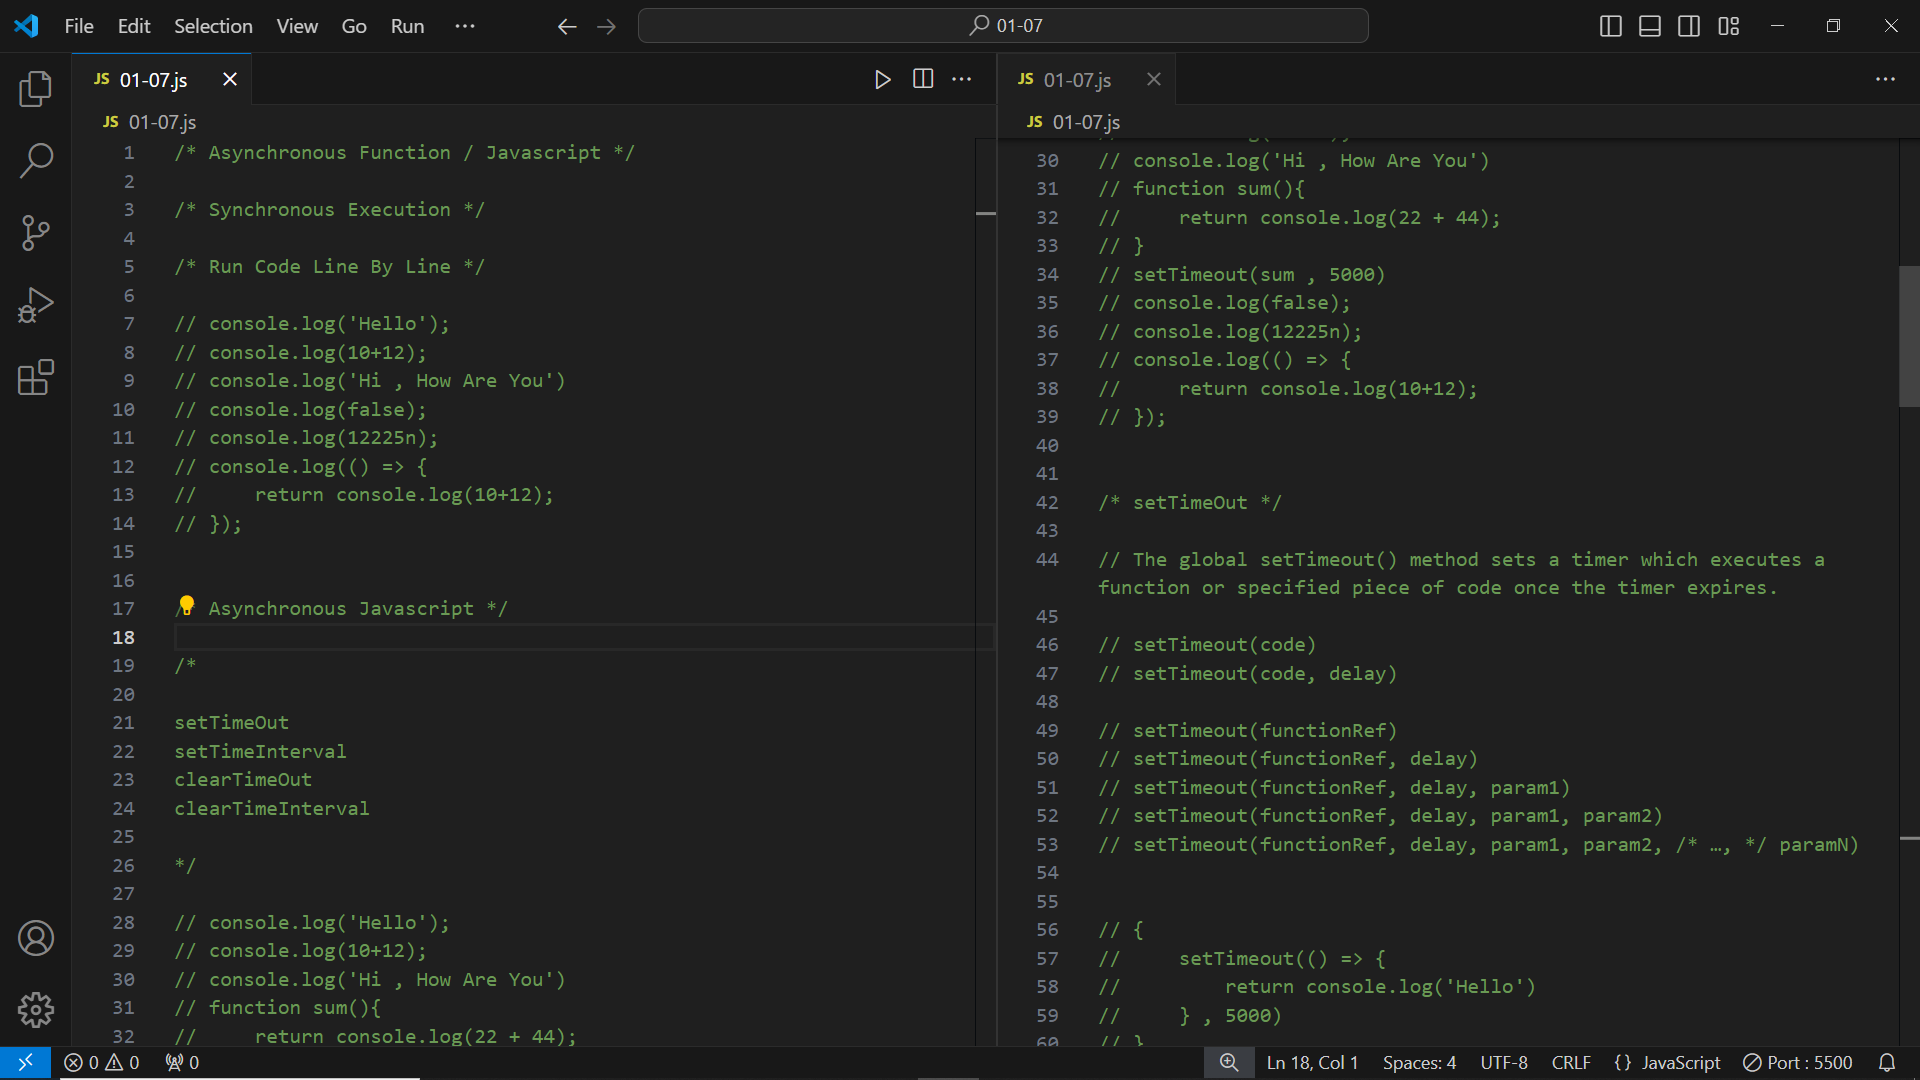 File Edit Selection View Go Run ···
01-07
JS 01-07.js
JS 01-07.js
1 /* Asynchronous Function / Javascript */
2
3 /* Synchronous Execution */
4
5 /* Run Code Line By Line */
6
7 // console.log('Hello');
8 // console.log(10+12);
9 // console.log('Hi , How Are You')
10 // console.log(false);
11 // console.log(12225n);
12 // console.log(() => {
13 //     return console.log(10+12);
14 // });
15
16
17 /* Asynchronous Javascript */
18
19 /*
20
21 setTimeOut
22 setTimeInterval
23 clearTimeOut
24 clearTimeInterval
25
26 */
27
28 // console.log('Hello');
29 // console.log(10+12);
30 // console.log('Hi , How Are You')
31 // function sum(){
32 //     return console.log(22 + 44);
JS 01-07.js
JS 01-07.js
30 // console.log('Hi , How Are You')
31 // function sum(){
32 //     return console.log(22 + 44);
33 // }
34 // setTimeout(sum , 5000)
35 // console.log(false);
36 // console.log(12225n);
37 // console.log(() => {
38 //     return console.log(10+12);
39 // });
40
41
42 /* setTimeOut */
43
44 // The global setTimeout() method sets a timer which executes a
function or specified piece of code once the timer expires.
45
46 // setTimeout(code)
47 // setTimeout(code, delay)
48
49 // setTimeout(functionRef)
50 // setTimeout(functionRef, delay)
51 // setTimeout(functionRef, delay, param1)
52 // setTimeout(functionRef, delay, param1, param2)
53 // setTimeout(functionRef, delay, param1, param2, /* …, */ paramN)
54
55
56 // {
57 //     setTimeout(() => {
58 //         return console.log('Hello')
59 //     } , 5000)
60 // }
0 0 0
Ln 18, Col 1 Spaces: 4 UTF-8 CRLF {} JavaScript Port : 5500